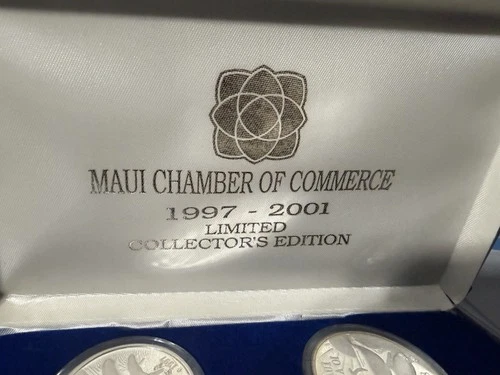 MAUI CHAMBER OF COMMERCE
1997 - 2001
LIMITED
COLLECTOR'S EDITION